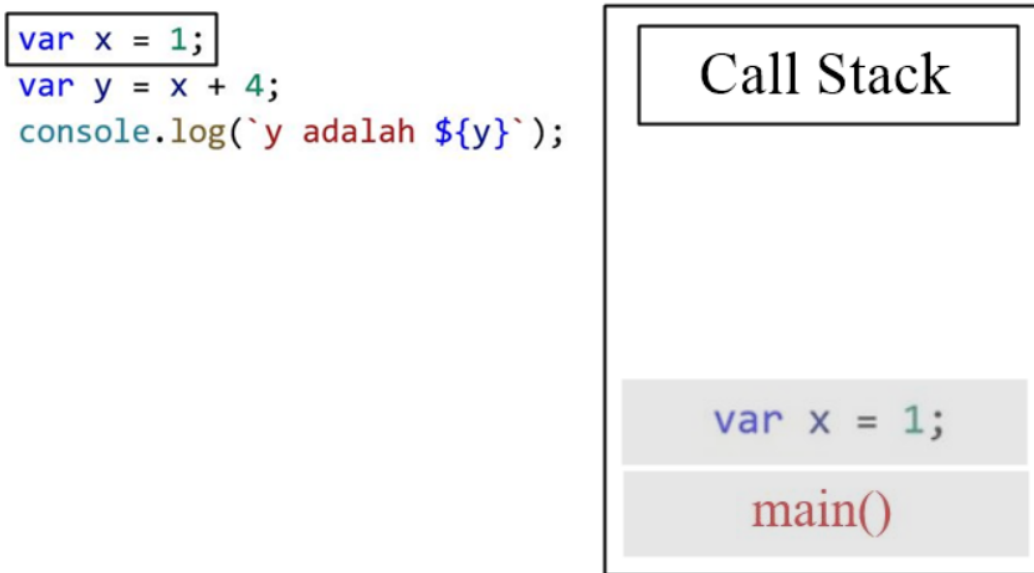 var x = 1;
var y = x + 4;
console.log(`y adalah ${y}`);
Call Stack
var x = 1;
main()